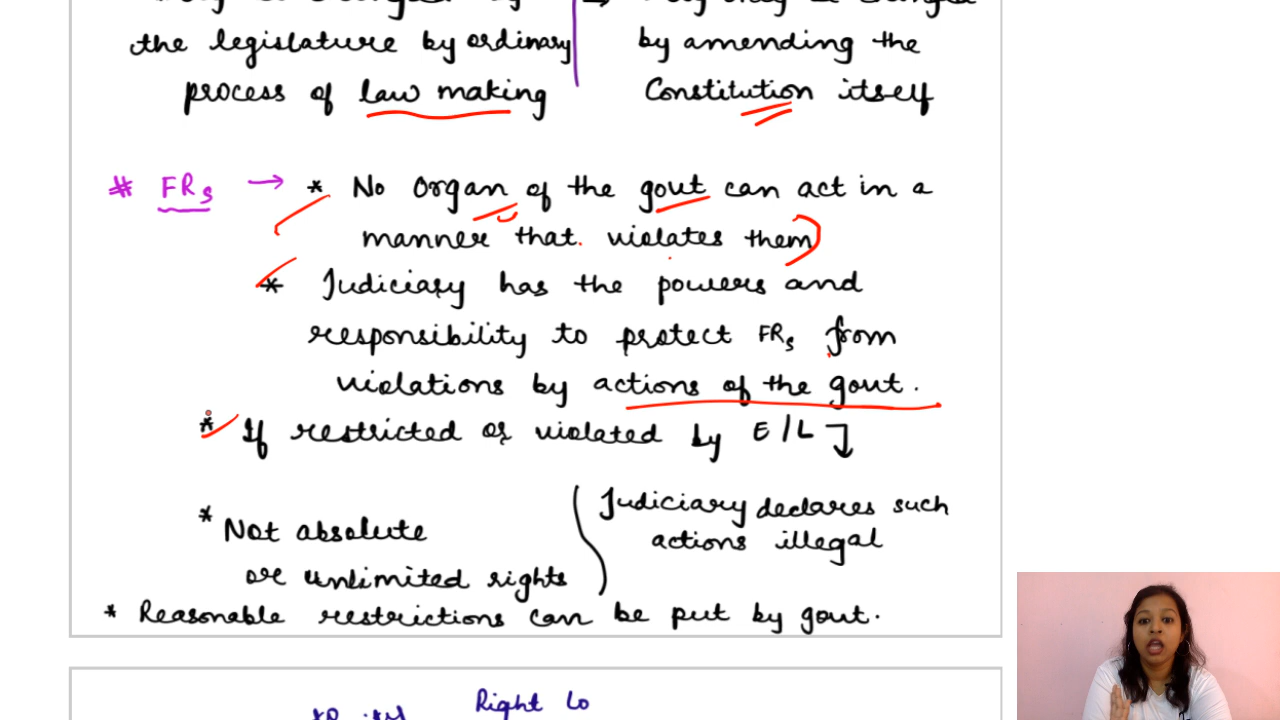 the legislature by ordinary
process of law making
by amending the
Constitution itself
# FRs → * No organ of the govt can act in a
manner that violates them
* Judiciary has the powers and
responsibility to protect FRs from
violations by actions of the govt.
* If restricted or violated by E/L
Judiciary declares such
actions illegal
* Not absolute
or unlimited rights
* Reasonable restrictions can be put by govt.
Right to